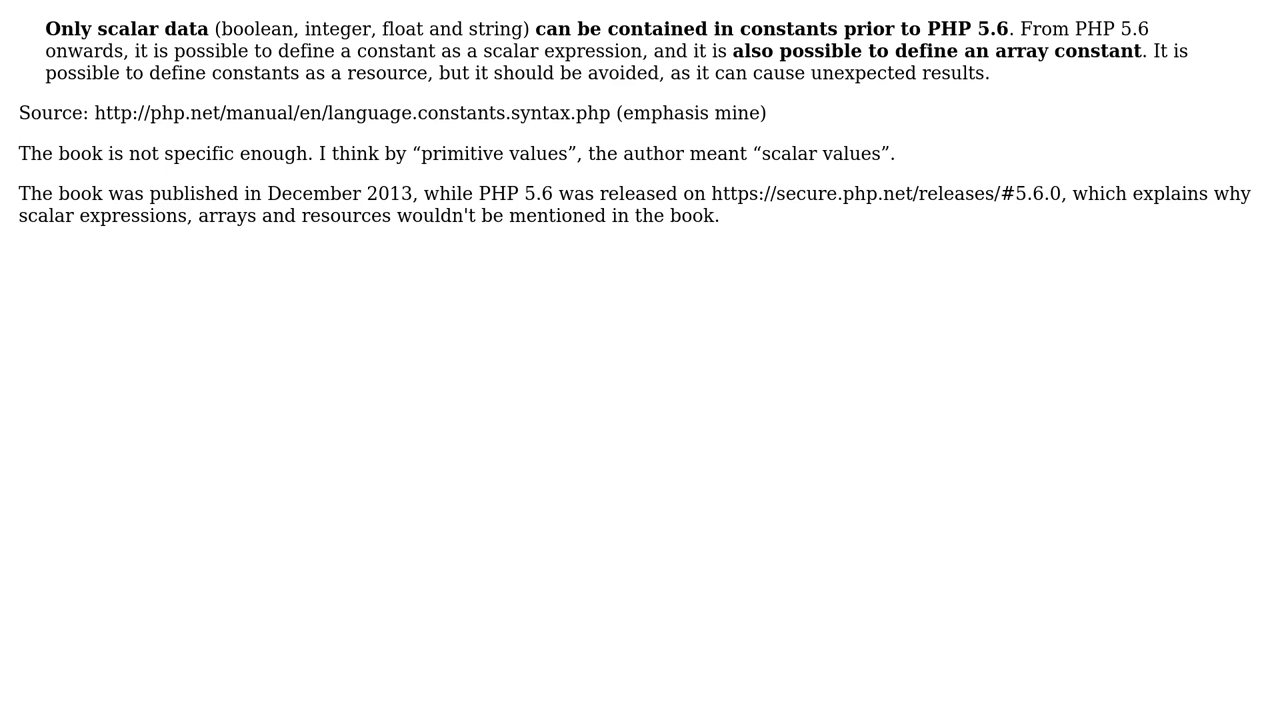 Only scalar data (boolean, integer, float and string) can be contained in constants prior to PHP 5.6. From PHP 5.6
onwards, it is possible to define a constant as a scalar expression, and it is also possible to define an array constant. It is
possible to define constants as a resource, but it should be avoided, as it can cause unexpected results.
Source: http://php.net/manual/en/language.constants.syntax.php (emphasis mine)
The book is not specific enough. I think by “primitive values”, the author meant “scalar values”.
The book was published in December 2013, while PHP 5.6 was released on https://secure.php.net/releases/#5.6.0, which explains why
scalar expressions, arrays and resources wouldn't be mentioned in the book.